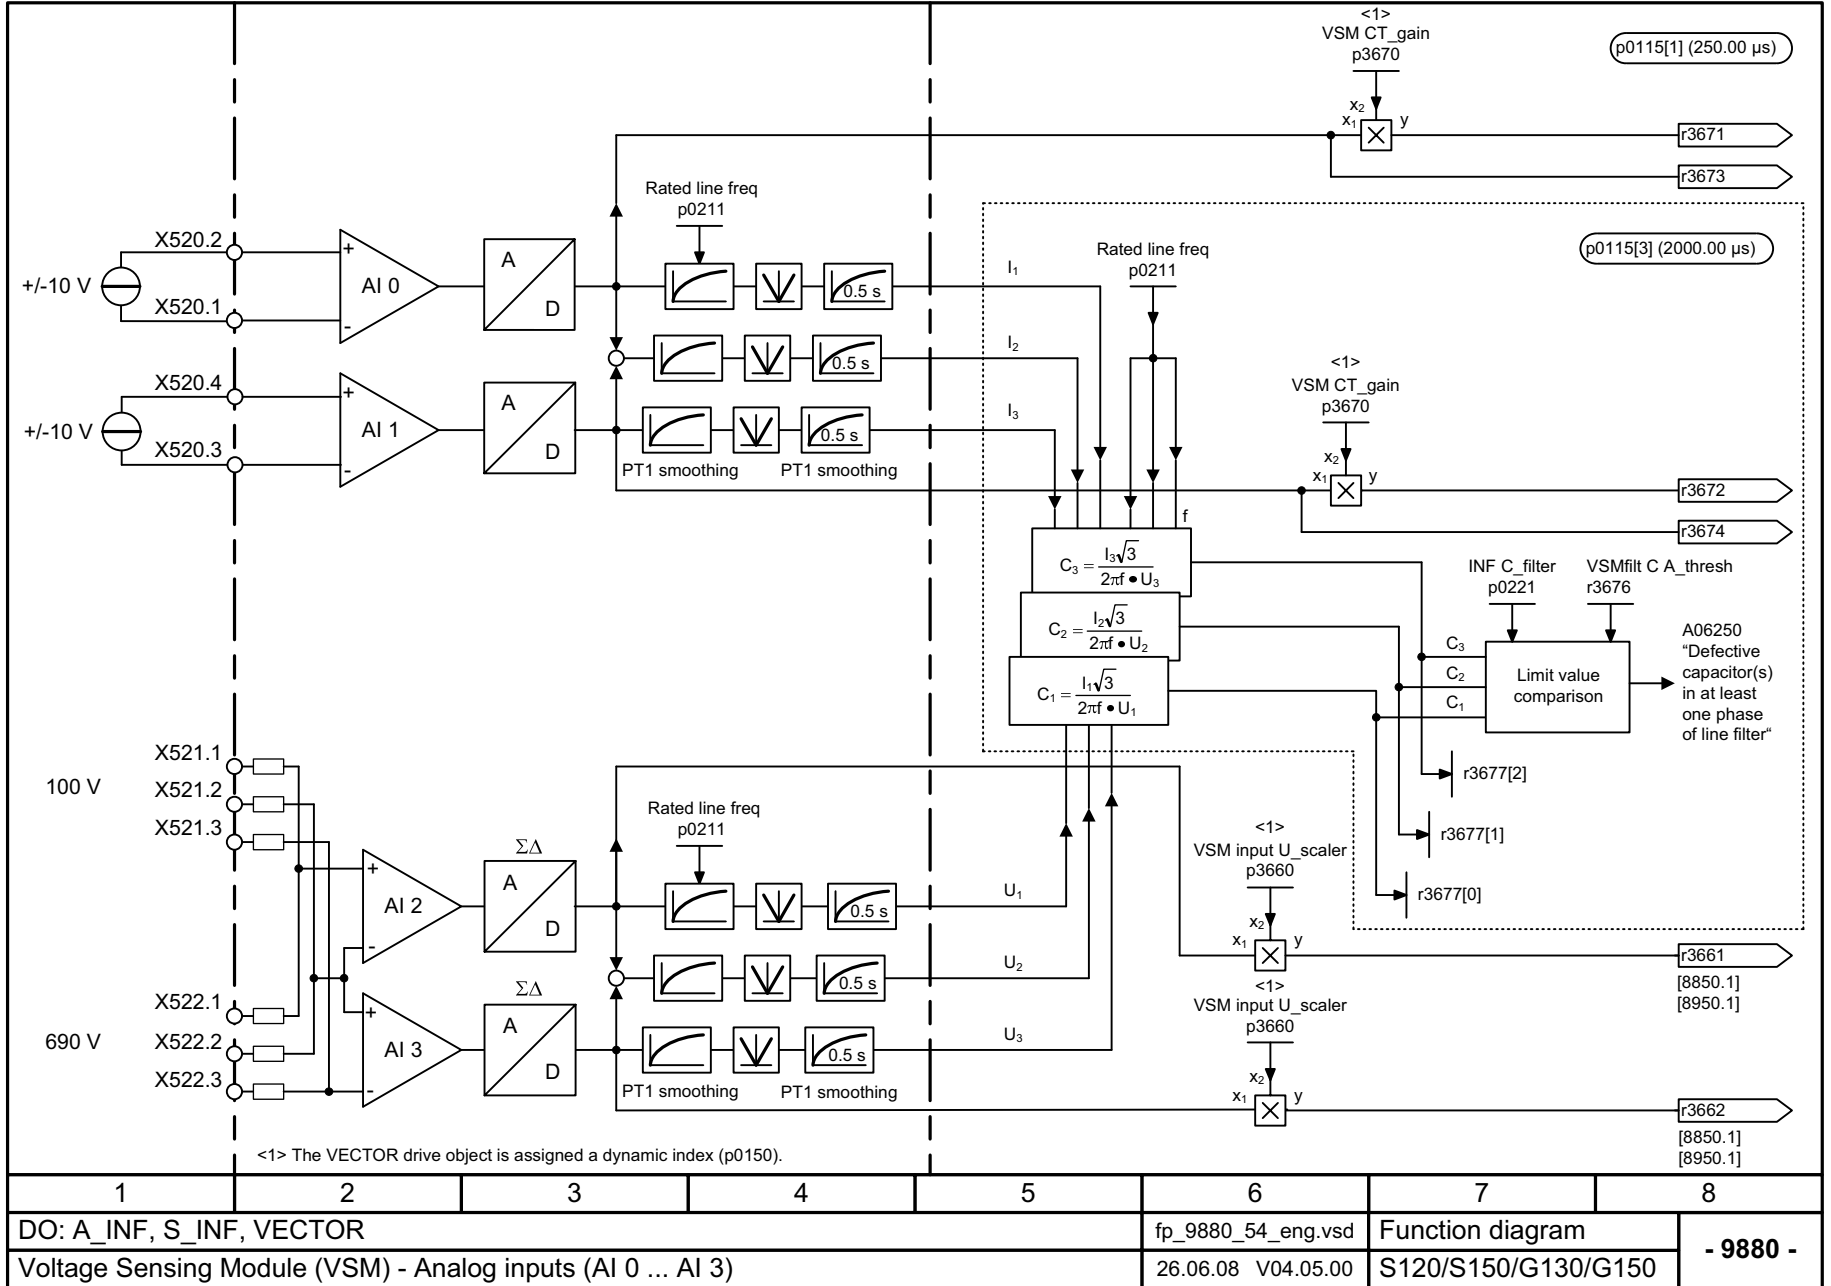 <1>
VSM CT_gain
p3670
p0115[1] (250.00 µs)
x₂
x₁ y
r3671
r3673
Rated line freq
p0211
X520.2
+/-10 V
X520.1
+
AI 0
-
A
D
0.5 s
I₁
Rated line freq
p0211
p0115[3] (2000.00 µs)
0.5 s
I₂
X520.4
+/-10 V
X520.3
+
AI 1
-
A
D
0.5 s
I₃
PT1 smoothing PT1 smoothing
<1>
VSM CT_gain
p3670
x₂
x₁ y
r3672
r3674
f
C₃ = I₃√3 / 2πf • U₃
C₂ = I₂√3 / 2πf • U₂
C₁ = I₁√3 / 2πf • U₁
INF C_filter
p0221
VSMfilt C A_thresh
r3676
C₃
C₂
C₁
Limit value
comparison
A06250
“Defective
capacitor(s)
in at least
one phase
of line filter“
r3677[2]
r3677[1]
r3677[0]
100 V
X521.1
X521.2
X521.3
Rated line freq
p0211
+
AI 2
-
ΣΔ
A
D
0.5 s
U₁
0.5 s
U₂
690 V
X522.1
X522.2
X522.3
+
AI 3
-
ΣΔ
A
D
0.5 s
U₃
PT1 smoothing PT1 smoothing
<1>
VSM input U_scaler
p3660
x₂
x₁ y
r3661
[8850.1]
[8950.1]
<1>
VSM input U_scaler
p3660
x₂
x₁ y
r3662
[8850.1]
[8950.1]
<1> The VECTOR drive object is assigned a dynamic index (p0150).
1 2 3 4 5 6 7 8
DO: A_INF, S_INF, VECTOR
fp_9880_54_eng.vsd
Function diagram
- 9880 -
Voltage Sensing Module (VSM) - Analog inputs (AI 0 ... AI 3)
26.06.08 V04.05.00
S120/S150/G130/G150